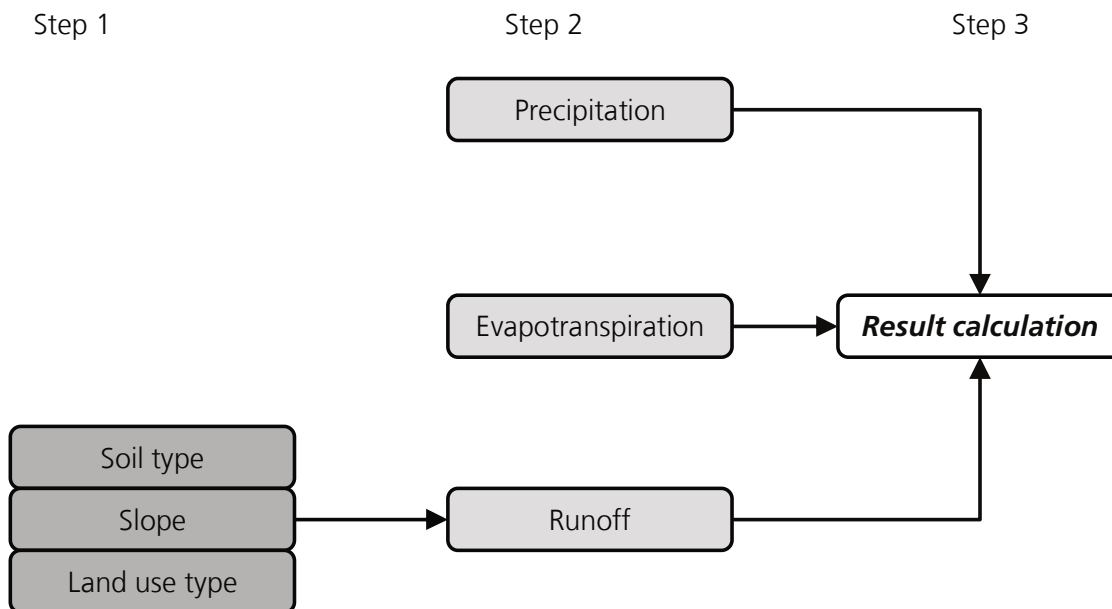 Step 1
Step 2
Step 3
Precipitation
Evapotranspiration
Result calculation
Soil type
Slope
Runoff
Land use type